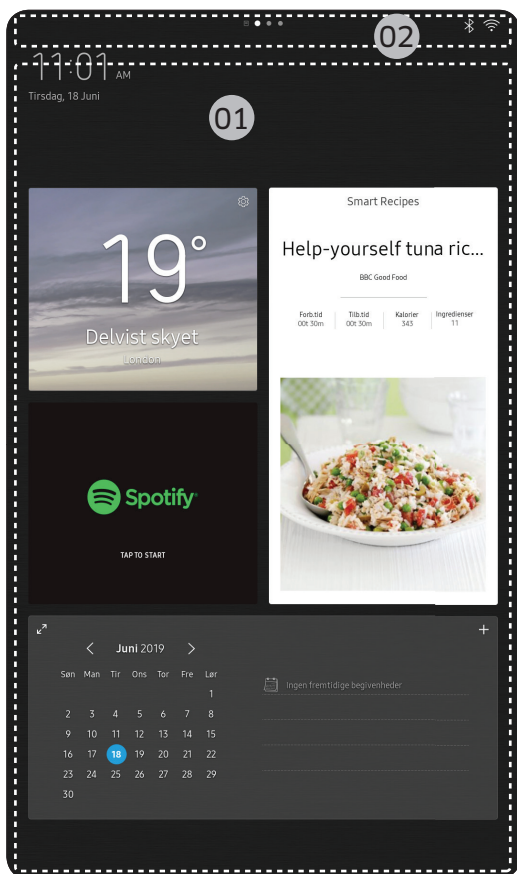 02
11:01 AM
Tirsdag, 18 Juni
01
19°
Delvist skyet
London
Smart Recipes
Help-yourself tuna ric...
BBC Good Food
Forb.tid Tilb.tid Kalorier Ingredienser
00t 30m 00t 30m 343 11
Spotify
TAP TO START
Juni 2019
Søn Man Tir Ons Tor Fre Lør
1
2 3 4 5 6 7 8
9 10 11 12 13 14 15
16 17 18 19 20 21 22
23 24 25 26 27 28 29
30
Ingen fremtidige begivenheder